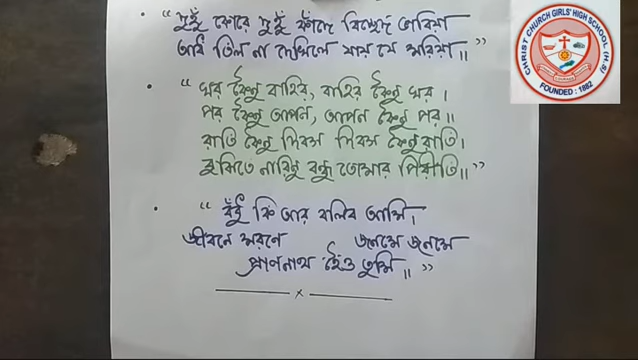 • “দুহুঁ কোরে দুহুঁ কাঁদে বিচ্ছেদ ভাবিয়া
আধ তিল না দেখিলে যায় যে মরিয়া॥”
• “ঘর কৈনু বাহির, বাহির কৈনু ঘর।
পর কৈনু আপন, আপন কৈনু পর॥
রাতি কৈনু দিবস দিবস কৈনু রাতি।
বুঝিতে নারিনু বন্ধু তোমার পিরীতি॥”
• “বঁধু কি আর বলিব আমি।
জীবনে মরণে জনমে জনমে
প্রাণনাথ হৈও তুমি॥”
x
CHRIST CHURCH GIRLS' HIGH SCHOOL (H.S)
FOUNDED : 1882